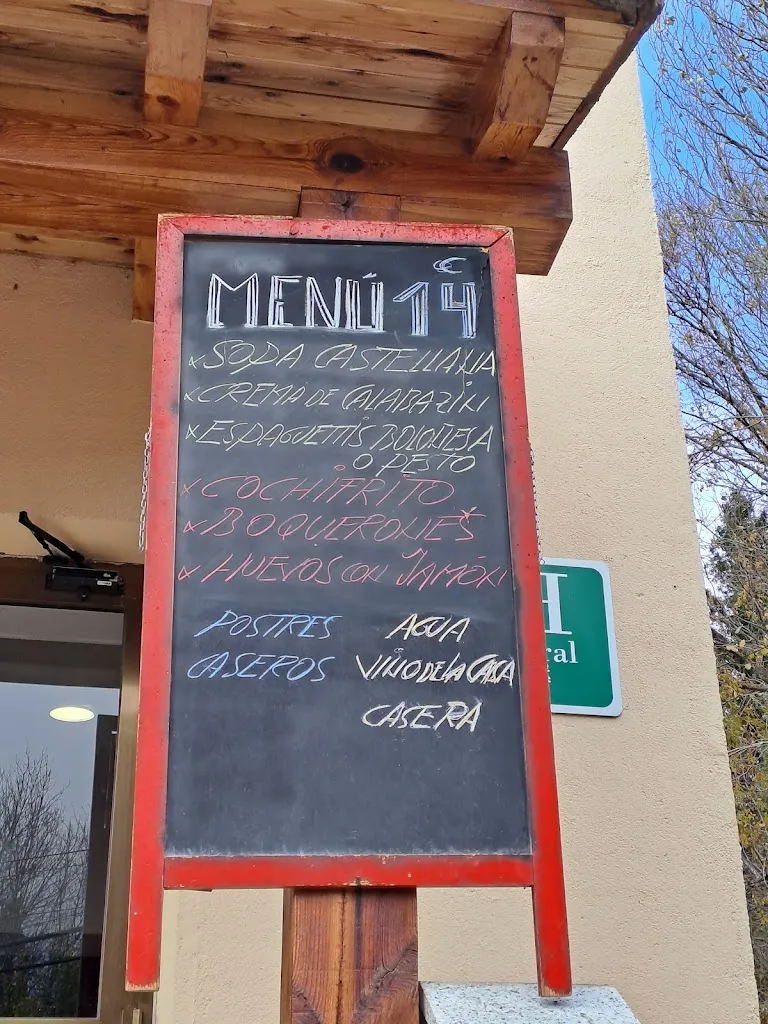 MENÚ 14 €
x SOPA CASTELLANA
x CREMA DE CALABAZIN
x ESPAGUETTIS BOLOÑESA
O PESTO
x COCHIFRITO
x BOQUERONES
x HUEVOS CON JAMÓN
POSTRES
CASEROS
AGUA
VINO DE LA CASA
CASERA
H
ral